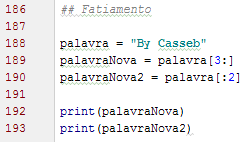 186 ## Fatiamento
187
188 palavra = "By Casseb"
189 palavraNova = palavra[3:]
190 palavraNova2 = palavra[:2]
191
192 print(palavraNova)
193 print(palavraNova2)